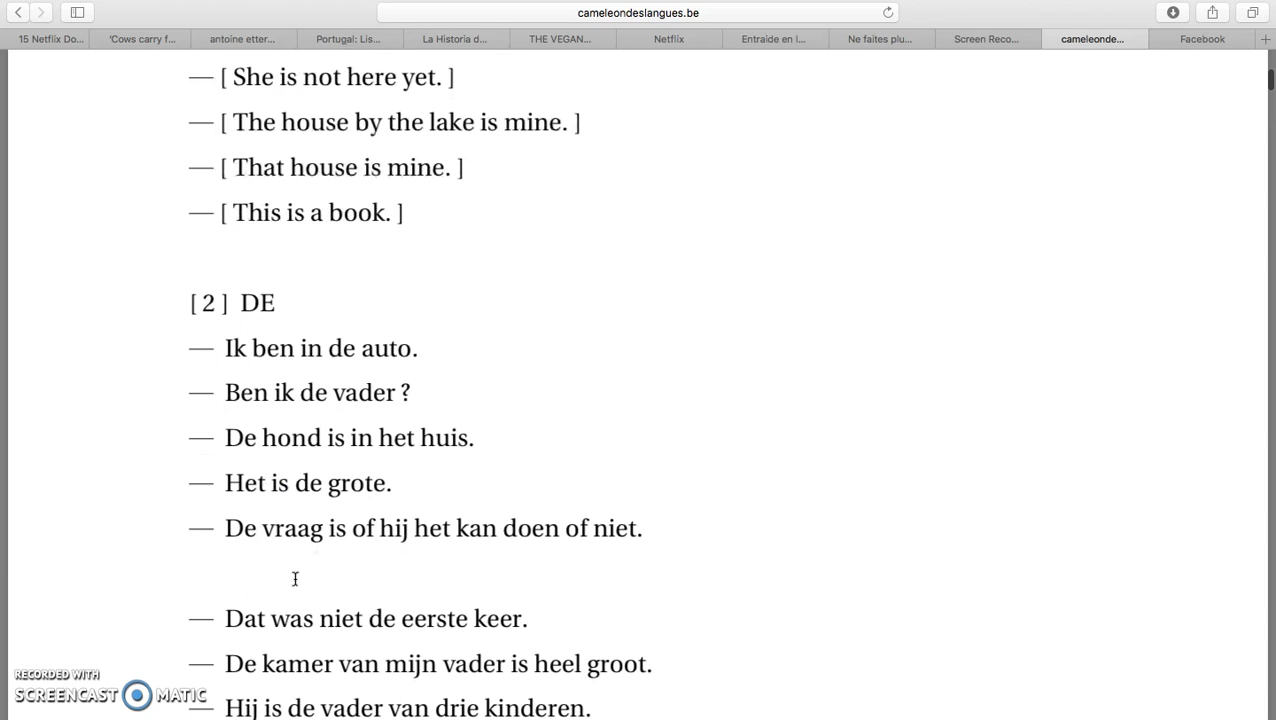 cameleondeslangues.be
15 Netflix Do... 'Cows carry f... antoine etter... Portugal: Lis... La Historia d... THE VEGAN... Netflix Entraide en l... Ne faites plu... Screen Reco... cameleonde... Facebook
— [ She is not here yet. ]
— [ The house by the lake is mine. ]
— [ That house is mine. ]
— [ This is a book. ]
[ 2 ] DE
— Ik ben in de auto.
— Ben ik de vader ?
— De hond is in het huis.
— Het is de grote.
— De vraag is of hij het kan doen of niet.
— Dat was niet de eerste keer.
— De kamer van mijn vader is heel groot.
— Hij is de vader van drie kinderen.
RECORDED WITH
SCREENCAST MATIC